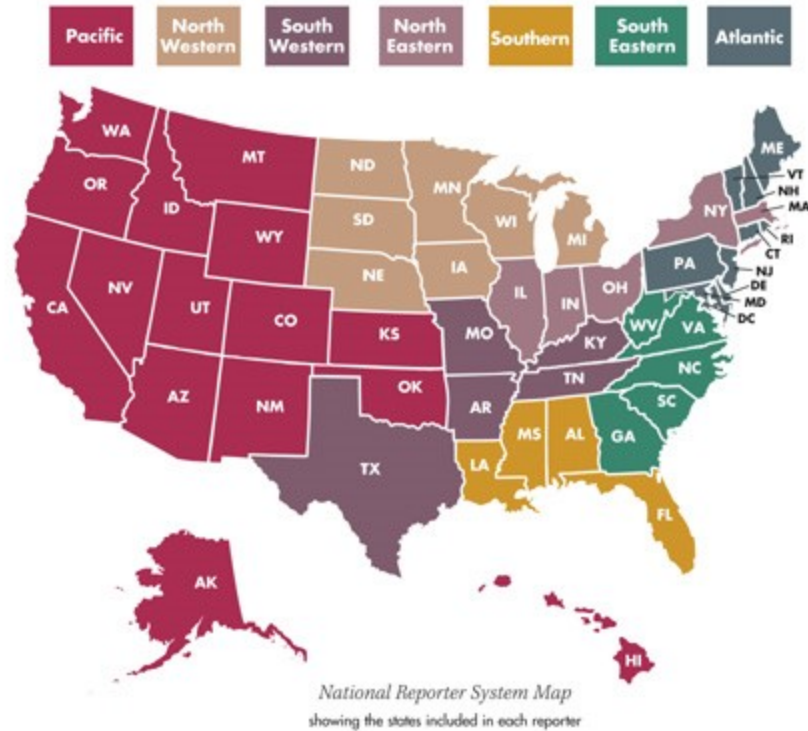 Pacific
North
Western
South
Western
North
Eastern
Southern
South
Eastern
Atlantic
WA
MT
ND
MN
ME
VT
NH
MA
OR
ID
SD
WI
NY
RI
CT
WY
MI
NJ
DE
MD
DC
NE
IA
PA
NV
IL
IN
OH
CA
UT
CO
KS
MO
WV
VA
KY
NC
TN
AZ
NM
OK
AR
SC
MS
AL
GA
TX
LA
FL
AK
HI
National Reporter System Map
showing the states included in each reporter